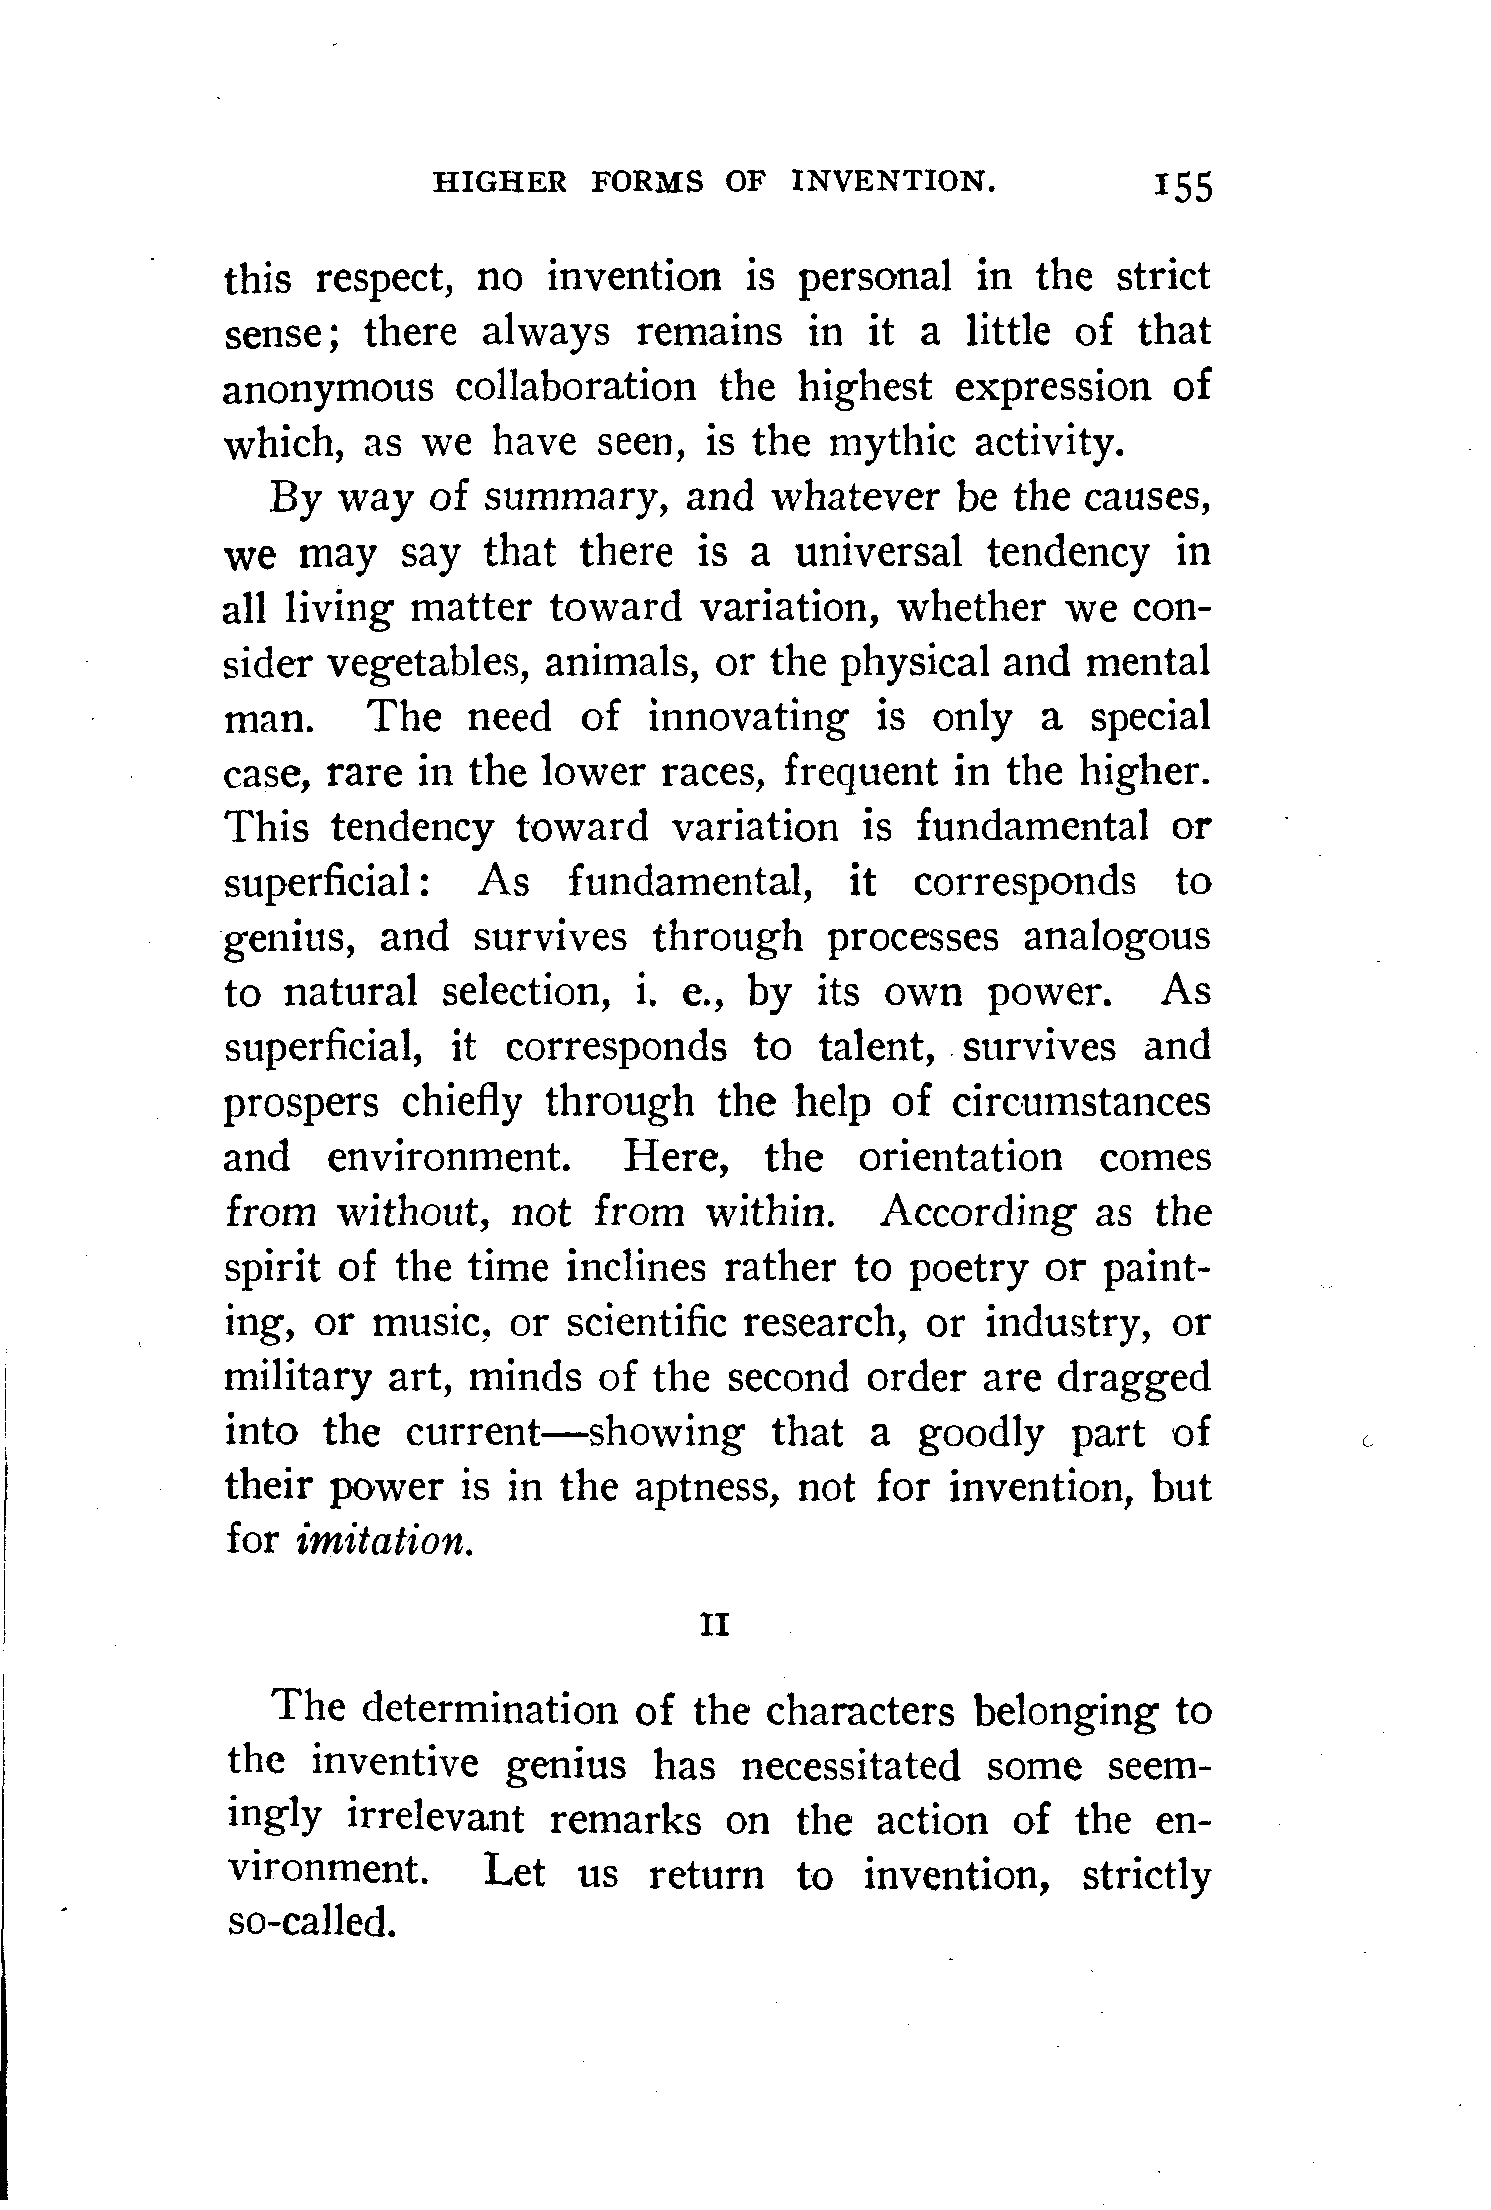 HIGHER FORMS OF INVENTION. 155
this respect, no invention is personal in the strict
sense; there always remains in it a little of that
anonymous collaboration the highest expression of
which, as we have seen, is the mythic activity.
By way of summary, and whatever be the causes,
we may say that there is a universal tendency in
all living matter toward variation, whether we con-
sider vegetables, animals, or the physical and mental
man. The need of innovating is only a special
case, rare in the lower races, frequent in the higher.
This tendency toward variation is fundamental or
superficial: As fundamental, it corresponds to
genius, and survives through processes analogous
to natural selection, i. e., by its own power. As
superficial, it corresponds to talent, survives and
prospers chiefly through the help of circumstances
and environment. Here, the orientation comes
from without, not from within. According as the
spirit of the time inclines rather to poetry or paint-
ing, or music, or scientific research, or industry, or
military art, minds of the second order are dragged
into the current—showing that a goodly part of
their power is in the aptness, not for invention, but
for imitation.
II
The determination of the characters belonging to
the inventive genius has necessitated some seem-
ingly irrelevant remarks on the action of the en-
vironment. Let us return to invention, strictly
so-called.